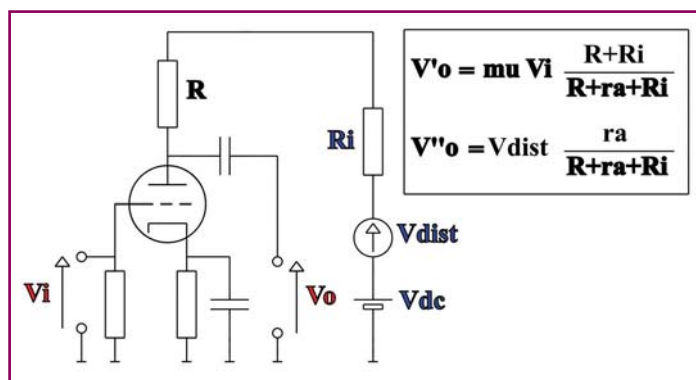 R
Ri
Vdist
Vdc
Vi
Vo
V'o = mu Vi R+Ri / R+ra+Ri
V"o = Vdist ra / R+ra+Ri